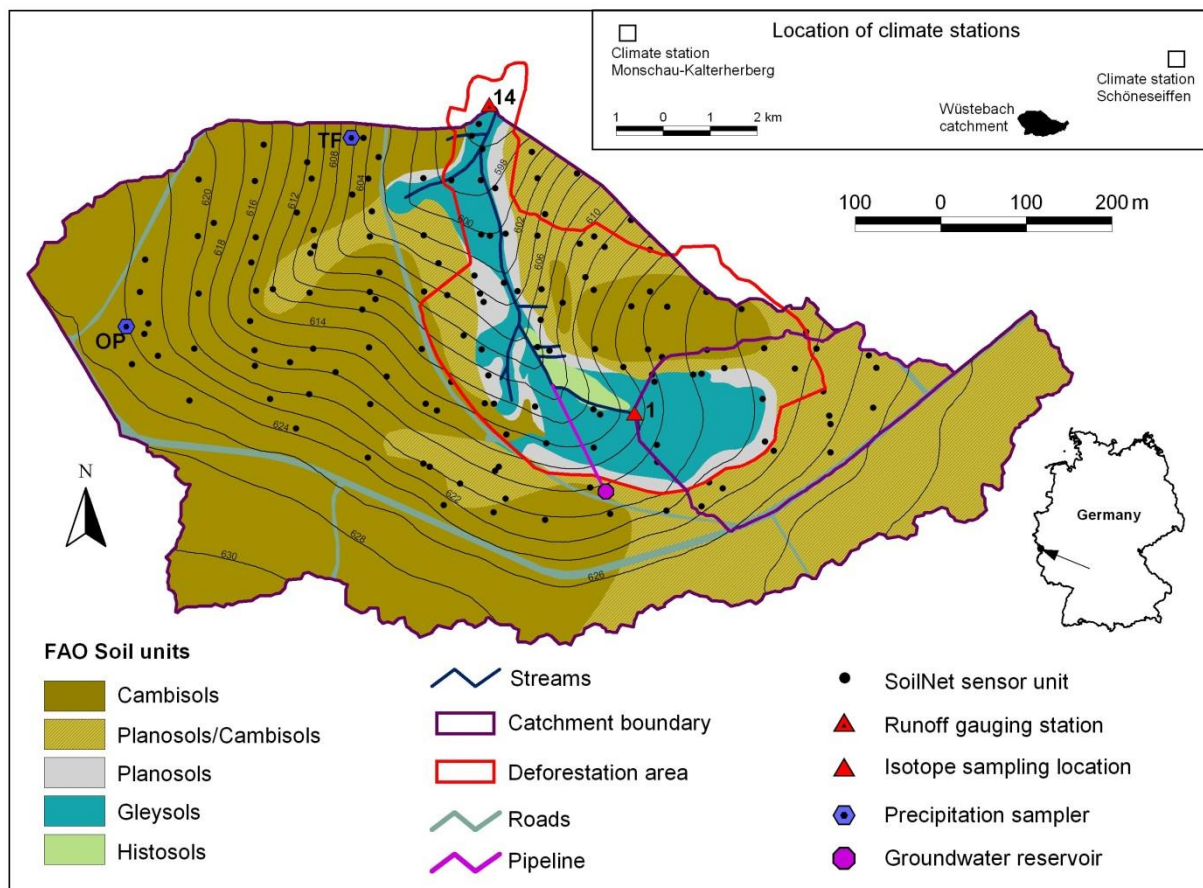 Location of climate stations
Climate station
Monschau-Kalterherberg
Climate station
Schöneseiffen
Wüstebach
catchment
1 0 1 2 km
100 0 100 200 m
14
TF
OP
1
608
604
612
616
620
618
598
600
602
610
606
614
624
622
628
626
630
N
Germany
FAO Soil units
Cambisols
Planosols/Cambisols
Planosols
Gleysols
Histosols
Streams
Catchment boundary
Deforestation area
Roads
Pipeline
SoilNet sensor unit
Runoff gauging station
Isotope sampling location
Precipitation sampler
Groundwater reservoir